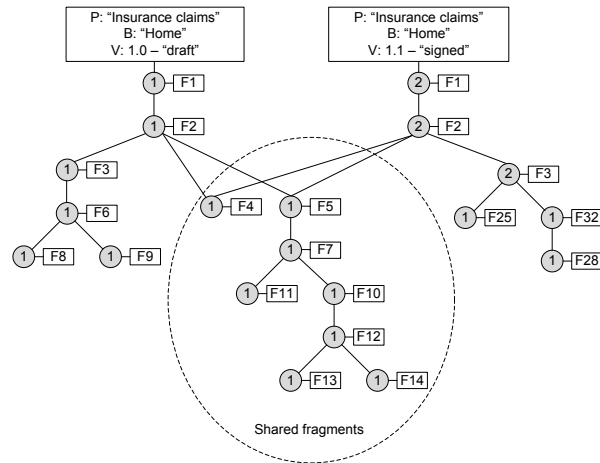 P: “Insurance claims”
B: “Home”
V: 1.0 – “draft”
P: “Insurance claims”
B: “Home”
V: 1.1 – “signed”
1 F1
2 F1
1 F2
2 F2
1 F3
2 F3
1 F6
1 F4
1 F5
1 F25
1 F32
1 F8
1 F9
1 F7
1 F28
1 F11
1 F10
1 F12
1 F13
1 F14
Shared fragments